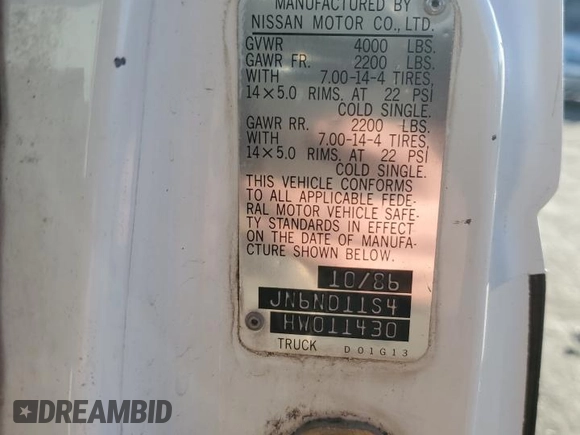 MANUFACTURED BY
NISSAN MOTOR CO., LTD.
GVWR 4000 LBS.
GAWR FR. 2200 LBS.
WITH 7.00-14-4 TIRES,
14×5.0 RIMS, AT 22 PSI
COLD SINGLE.
GAWR RR. 2200 LBS.
WITH 7.00-14-4 TIRES,
14×5.0 RIMS, AT 22 PSI
COLD SINGLE.
THIS VEHICLE CONFORMS
TO ALL APPLICABLE FEDE-
RAL MOTOR VEHICLE SAFE-
TY STANDARDS IN EFFECT
ON THE DATE OF MANUFA-
CTURE SHOWN BELOW.
10/86
JN6ND11S4
HW011430
TRUCK D01G13
DREAMBID